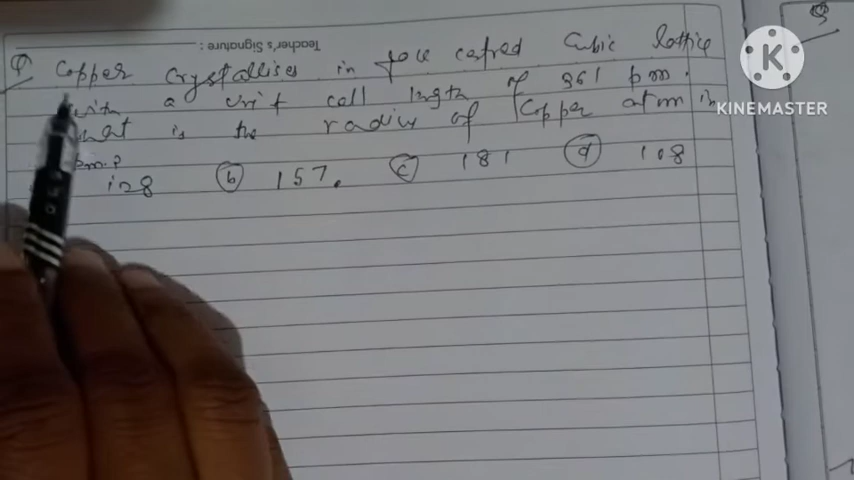 Teacher's Signature :
Q Copper Crystallises in face centred Cubic lattice
with a unit cell length of 361 pm.
what is the radius of Copper atom in
pm.?
128 (b) 157. (c) 181 (d) 108
K
KINEMASTER